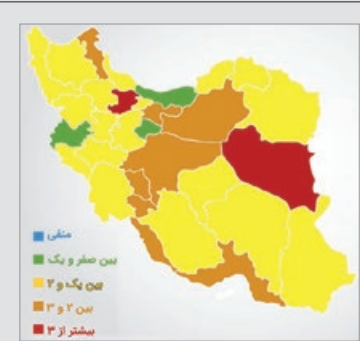 منفی
بین صفر و یک
بین یک و ۲
بین ۲ و ۳
بیشتر از ۳